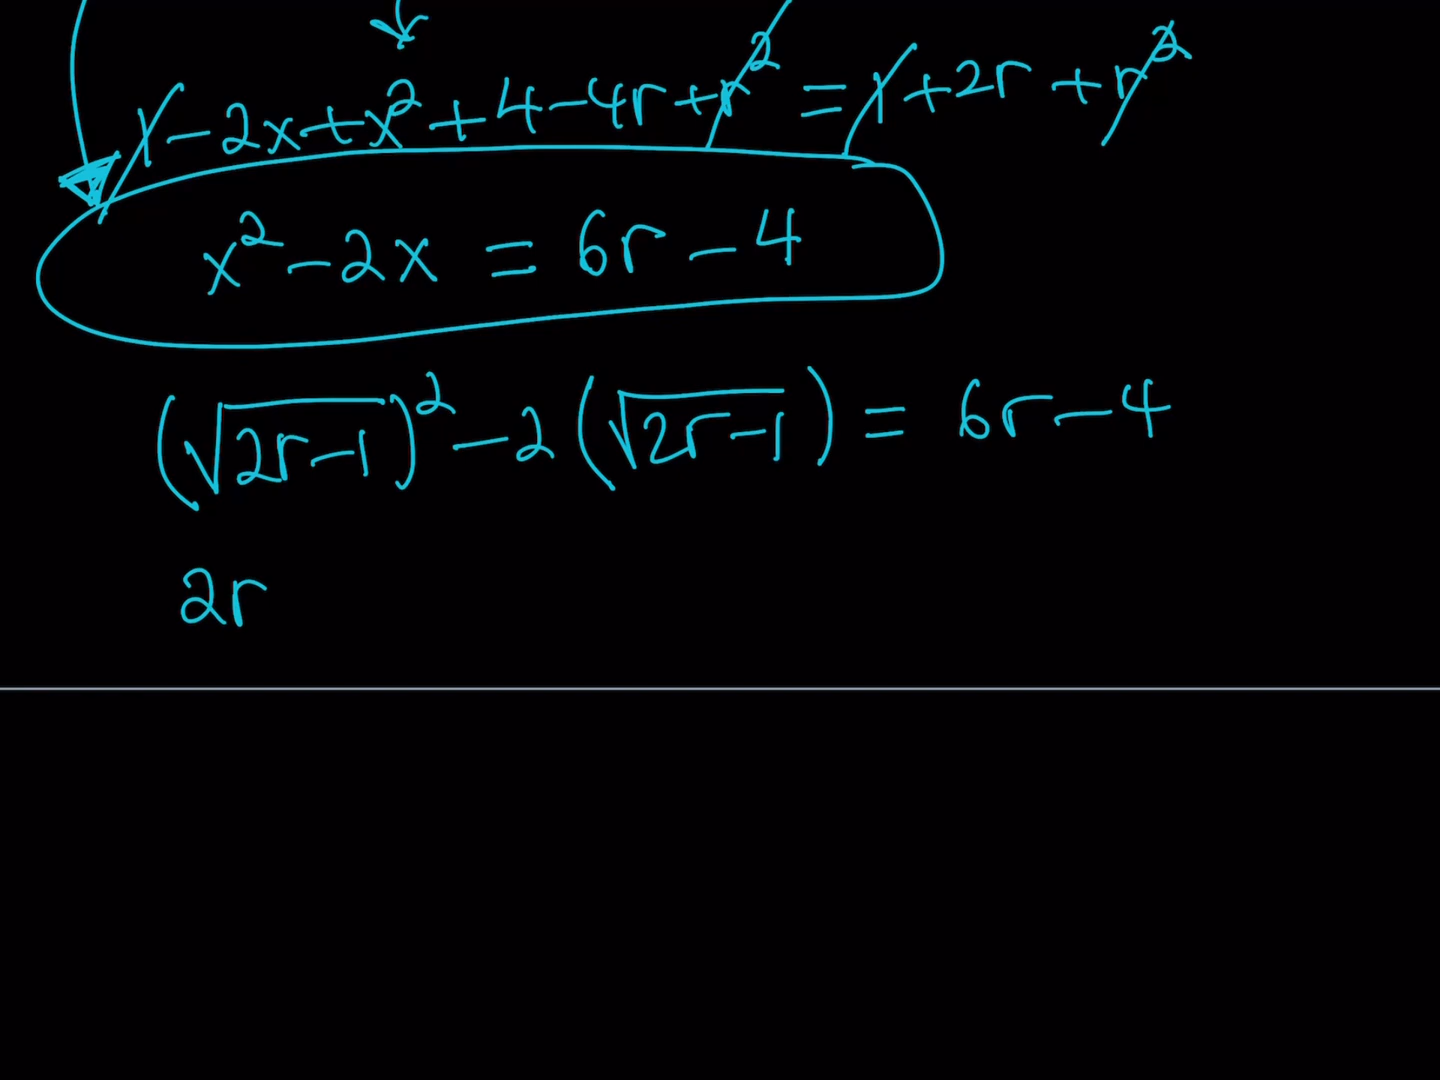 1 - 2x + x² + 4 - 4r + r² = 1 + 2r + r²
x² - 2x = 6r - 4
(√(2r-1))² - 2(√(2r-1)) = 6r - 4
2r